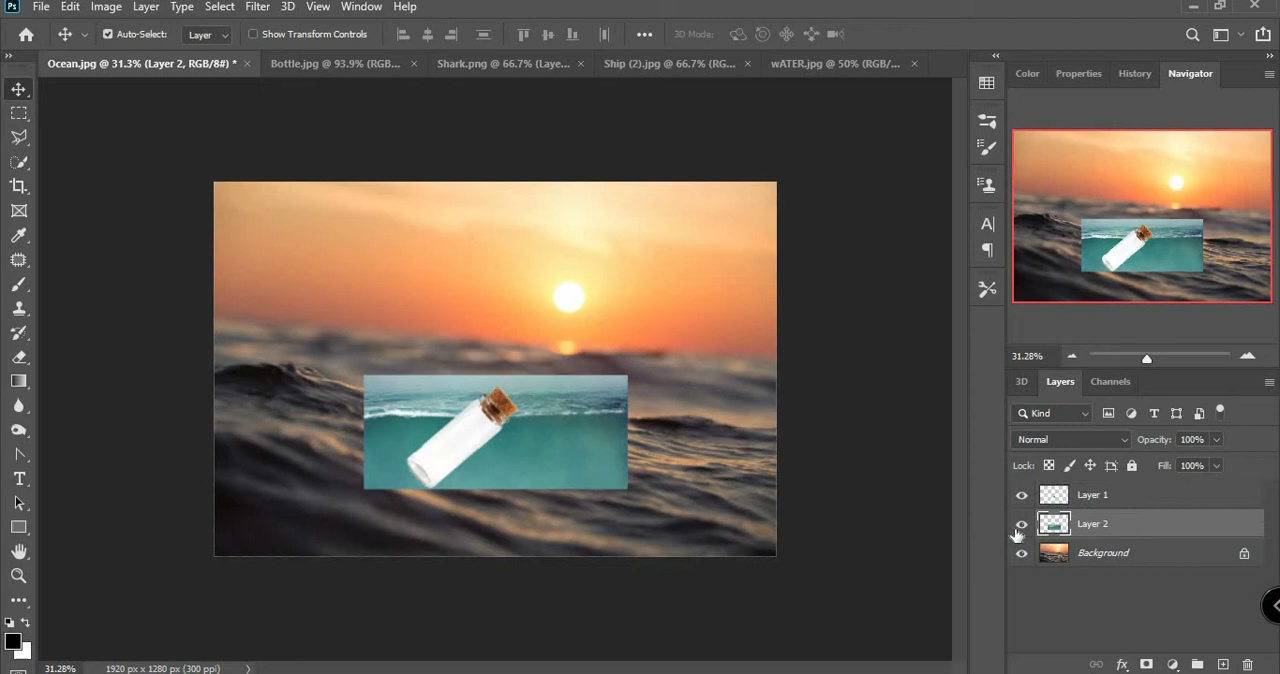 Ps File Edit Image Layer Type Select Filter 3D View Window Help
Auto-Select: Layer Show Transform Controls 3D Mode:
Ocean.jpg @ 31.3% (Layer 2, RGB/8#) * × Bottle.jpg @ 93.9% (RGB... × Shark.png @ 66.7% (Laye... × Ship (2).jpg @ 66.7% (RG... × wATER.jpg @ 50% (RGB/... ×
Color Properties History Navigator
31.28%
3D Layers Channels
Kind
Normal Opacity: 100%
Lock: Fill: 100%
Layer 1
Layer 2
Background
31.28% 1920 px x 1280 px (300 ppi)